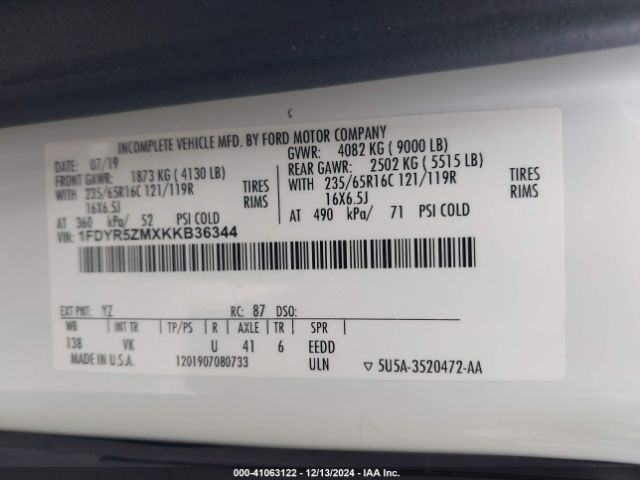 INCOMPLETE VEHICLE MFD. BY FORD MOTOR COMPANY
DATE: 07/19 GVWR: 4082 KG ( 9000 LB)
FRONT GAWR: 1873 KG ( 4130 LB) REAR GAWR: 2502 KG ( 5515 LB)
WITH 235/65R16C 121/119R TIRES WITH 235/65R16C 121/119R TIRES
16X6.5J RIMS 16X6.5J RIMS
AT 360 kPa/ 52 PSI COLD AT 490 kPa/ 71 PSI COLD
VIN: 1FDYR5ZMXKKB36344
EXT PNT: YZ RC: 87 DSO:
WB INT TR TP/PS R AXLE TR SPR
138 VK U 41 6 EEDD
MADE IN U.S.A. 1201907080733 ULN ▽ 5U5A-3520472-AA
000-41063122 - 12/13/2024 - IAA Inc.